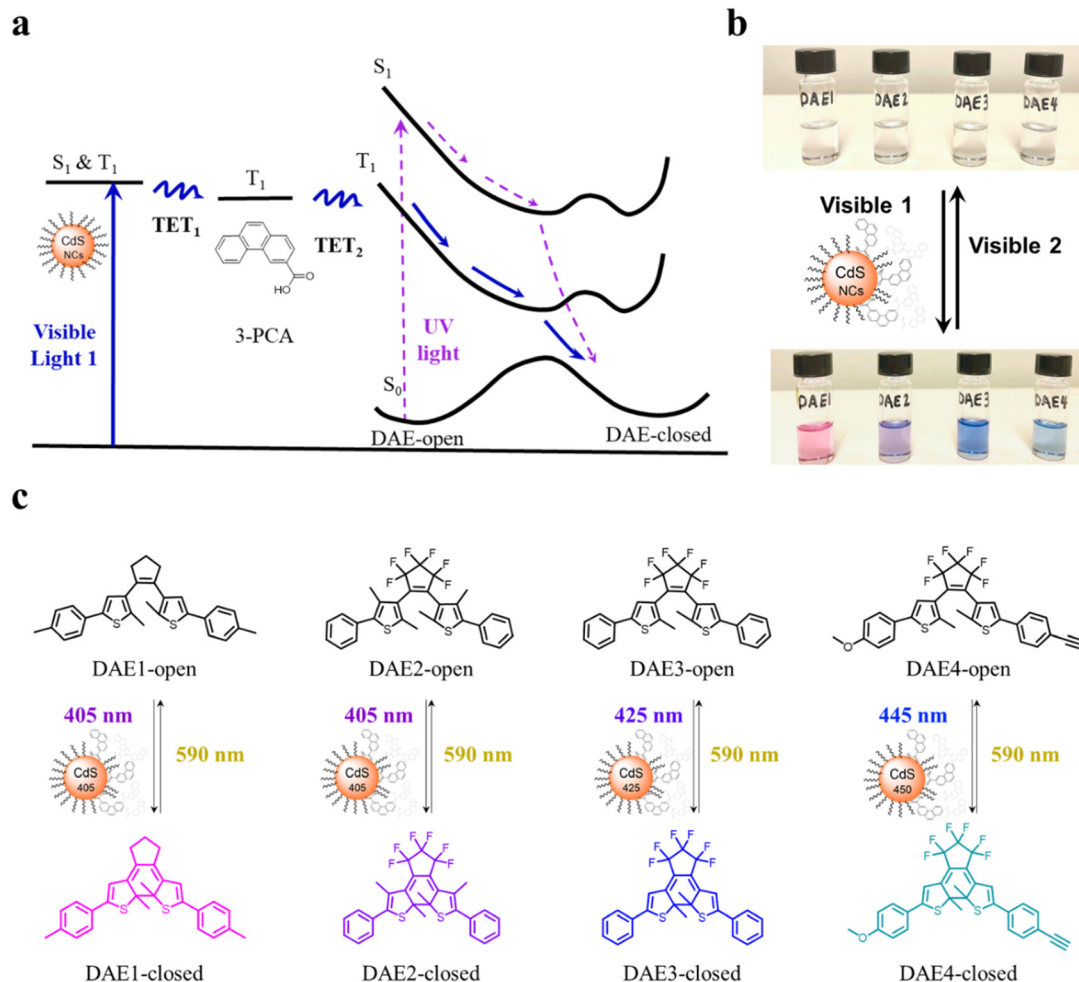 a
S1
S1 & T1
T1
T1
TET1
TET2
CdS
NCs
O
HO
3-PCA
Visible
Light 1
UV
light
S0
DAE-open
DAE-closed
b
DAE1
DAE2
DAE3
DAE4
Visible 1
Visible 2
CdS
NCs
DAE1
DAE2
DAE3
DAE4
c
S
S
F F F F F F
S
S
F F F F F F
S
S
F F F F F F
O
S
S
DAE1-open
DAE2-open
DAE3-open
DAE4-open
405 nm
590 nm
405 nm
590 nm
425 nm
590 nm
445 nm
590 nm
CdS
405
CdS
405
CdS
425
CdS
450
S
S
F F F F F F
S
S
F F F F F F
S
S
F F F F F F
O
S
S
DAE1-closed
DAE2-closed
DAE3-closed
DAE4-closed